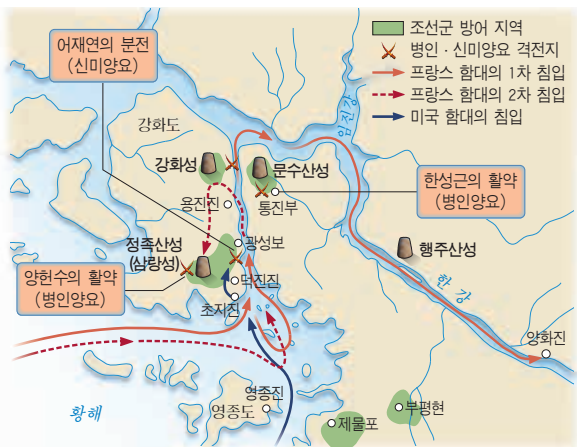 어재연의 분전
(신미양요)
조선군 방어 지역
병인·신미양요 격전지
프랑스 함대의 1차 침입
프랑스 함대의 2차 침입
미국 함대의 침입
임진강
강화도
강화성
문수산성
한성근의 활약
(병인양요)
용진진
통진부
정족산성
(삼랑성)
광성보
행주산성
양헌수의 활약
(병인양요)
덕진진
초지진
한강
양화진
영종진
영종도
황해
부평현
제물포